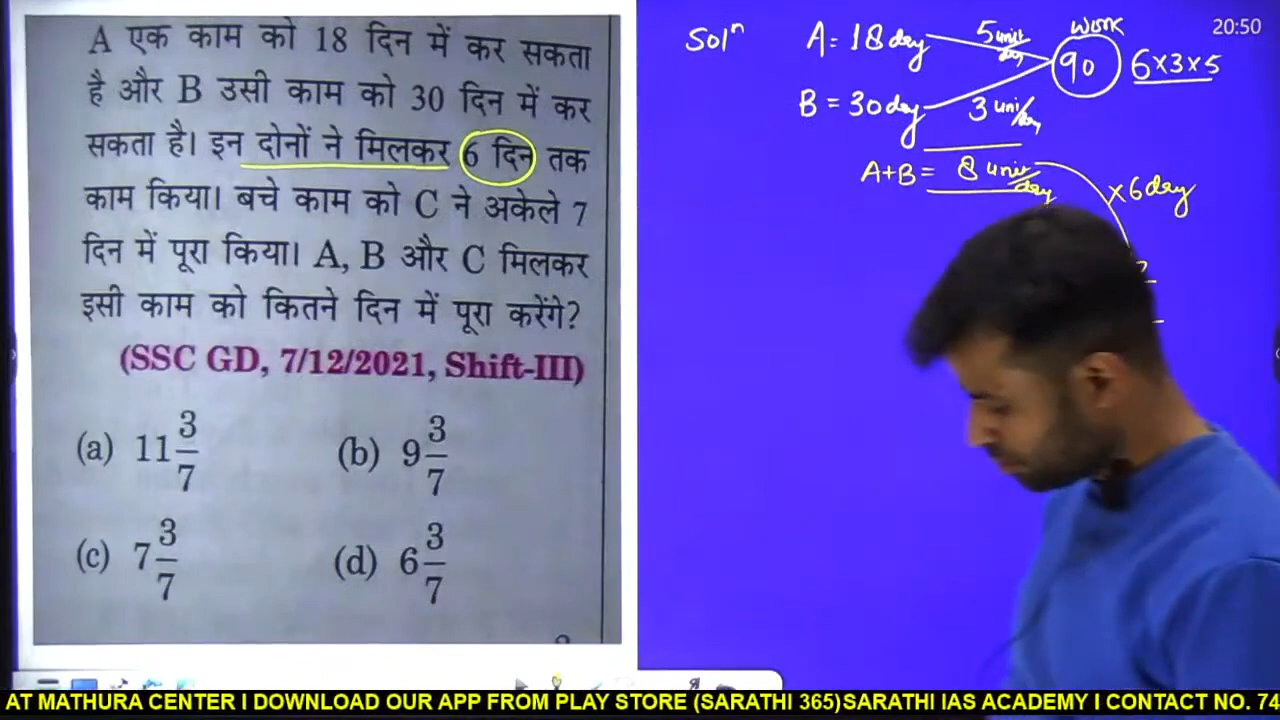 A एक काम को 18 दिन में कर सकता
है और B उसी काम को 30 दिन में कर
सकता है। इन दोनों ने मिलकर 6 दिन तक
काम किया। बचे काम को C ने अकेले 7
दिन में पूरा किया। A, B और C मिलकर
इसी काम को कितने दिन में पूरा करेंगे?
(SSC GD, 7/12/2021, Shift-III)
(a) 11 3/7 (b) 9 3/7
(c) 7 3/7 (d) 6 3/7
20:50
Solⁿ
A = 18 day 5 unit/day work 90 6×3×5
B = 30 day 3 uni/day
A+B = 8 unit/day × 6 day
AT MATHURA CENTER I DOWNLOAD OUR APP FROM PLAY STORE (SARATHI 365)SARATHI IAS ACADEMY I CONTACT NO. 74